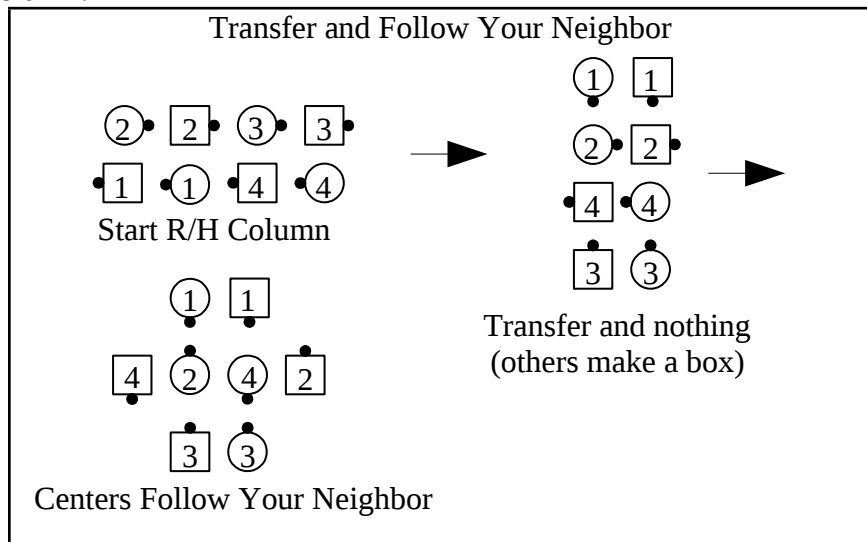 Transfer and Follow Your Neighbor
2 2 3 3
1 1 4 4
Start R/H Column
1 1
2 2
4 4
3 3
Transfer and nothing
(others make a box)
1 1
4 2 4 2
3 3
Centers Follow Your Neighbor